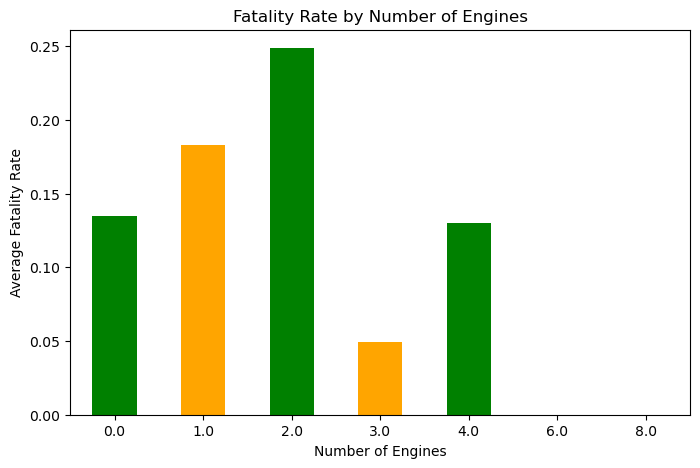 Fatality Rate by Number of Engines
Average Fatality Rate
0.25
0.20
0.15
0.10
0.05
0.00
0.0 1.0 2.0 3.0 4.0 6.0 8.0
Number of Engines